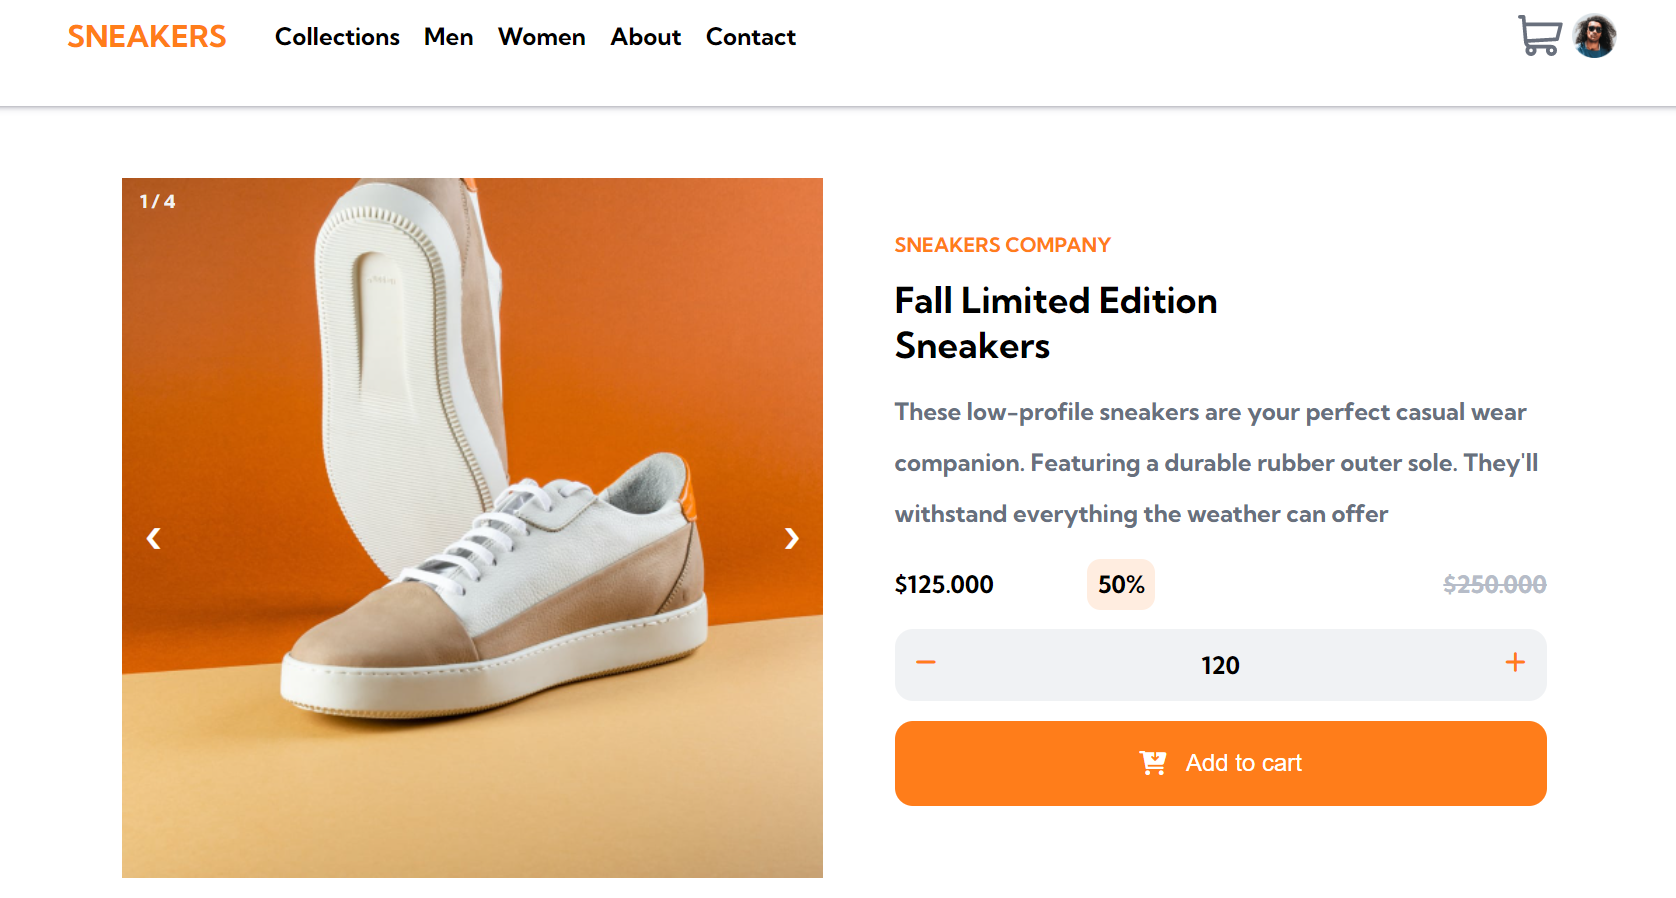 SNEAKERS
Collections Men Women About Contact
1 / 4
❮
❯
SNEAKERS COMPANY
Fall Limited Edition
Sneakers
These low-profile sneakers are your perfect casual wear
companion. Featuring a durable rubber outer sole. They'll
withstand everything the weather can offer
$125.000 50% $250.000
− 120 +
Add to cart